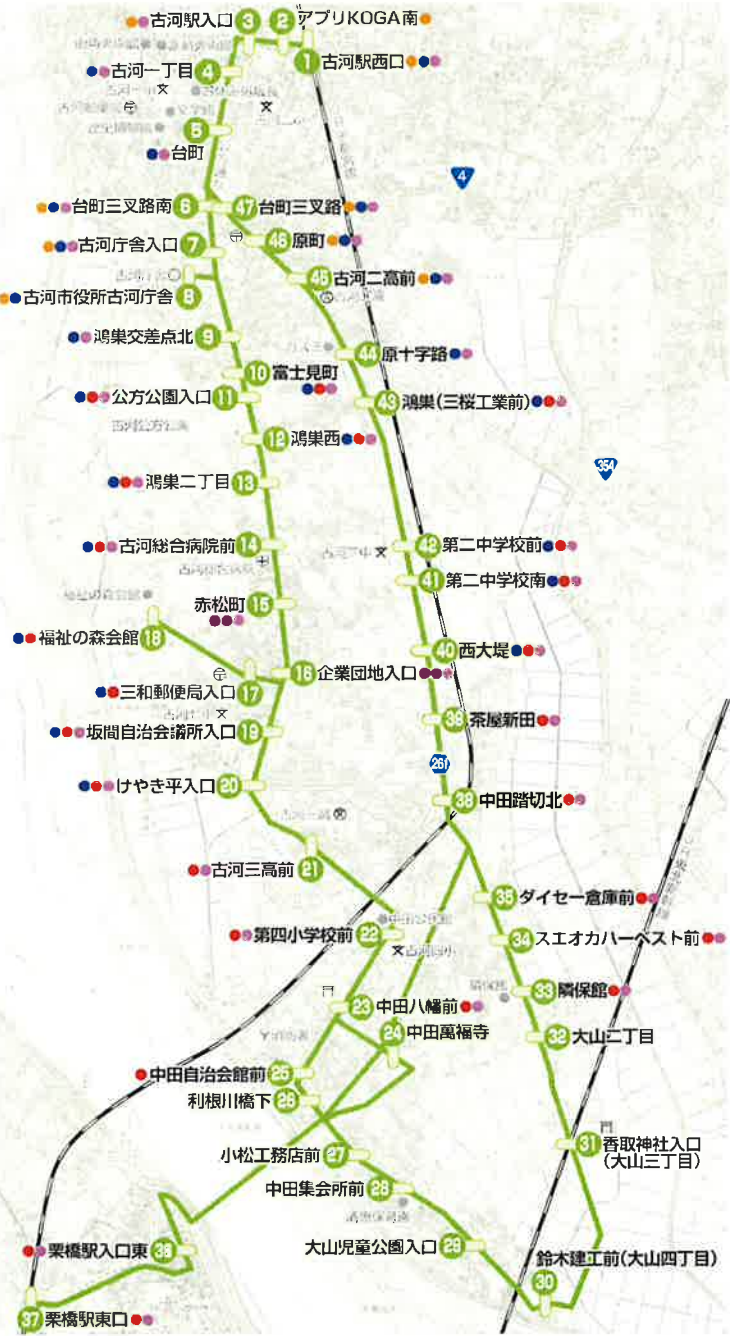 古河駅入口 3
2 アプリKOGA南
1 古河駅西口
古河一丁目 4
5
台町
4
台町三叉路南 6
47 台町三叉路
古河庁舎入口 7
46 原町
45 古河二高前
古河市役所古河庁舎 8
鴻巣交差点北 9
44 原十字路
10 富士見町
公方公園入口 11
43 鴻巣(三桜工業前)
12 鴻巣西
354
鴻巣二丁目 13
古河総合病院前 14
42 第二中学校前
41 第二中学校南
福祉の森会館
赤松町 15
福祉の森会館 18
40 西大堤
16 企業団地入口
三和郵便局入口 17
39 茶屋新田
坂間自治会議所入口 19
261
けやき平入口 20
38 中田踏切北
古河三高前 21
35 ダイセー倉庫前
第四小学校前 22
34 スエオカハーベスト前
古河四小
33 隣保館
23 中田八幡前
24 中田萬福寺
32 大山二丁目
中田自治会館前 25
利根川橋下 26
31 香取神社入口
(大山三丁目)
小松工務店前 27
中田集会所前 28
大山児童公園入口 29
栗橋駅入口東 36
鈴木建工前(大山四丁目)
30
37 栗橋駅東口